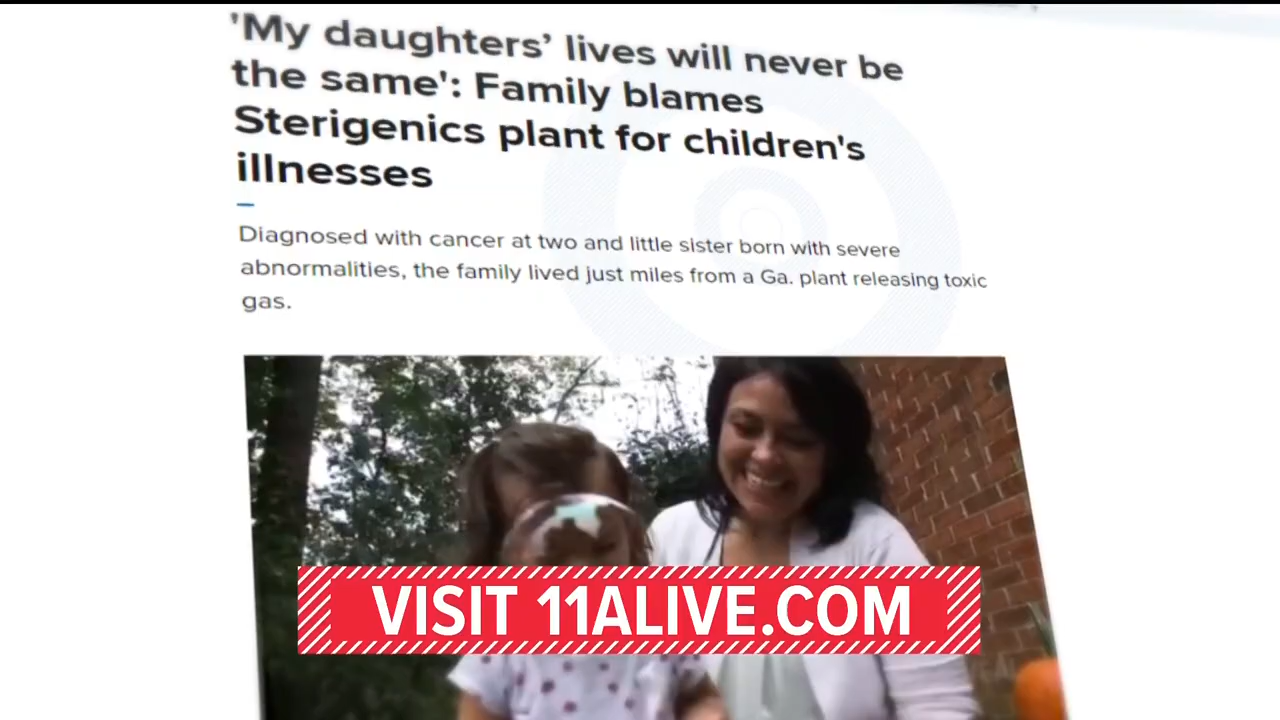 'My daughters’ lives will never be
the same': Family blames
Sterigenics plant for children's
illnesses
Diagnosed with cancer at two and little sister born with severe
abnormalities, the family lived just miles from a Ga. plant releasing toxic
gas.
VISIT 11ALIVE.COM